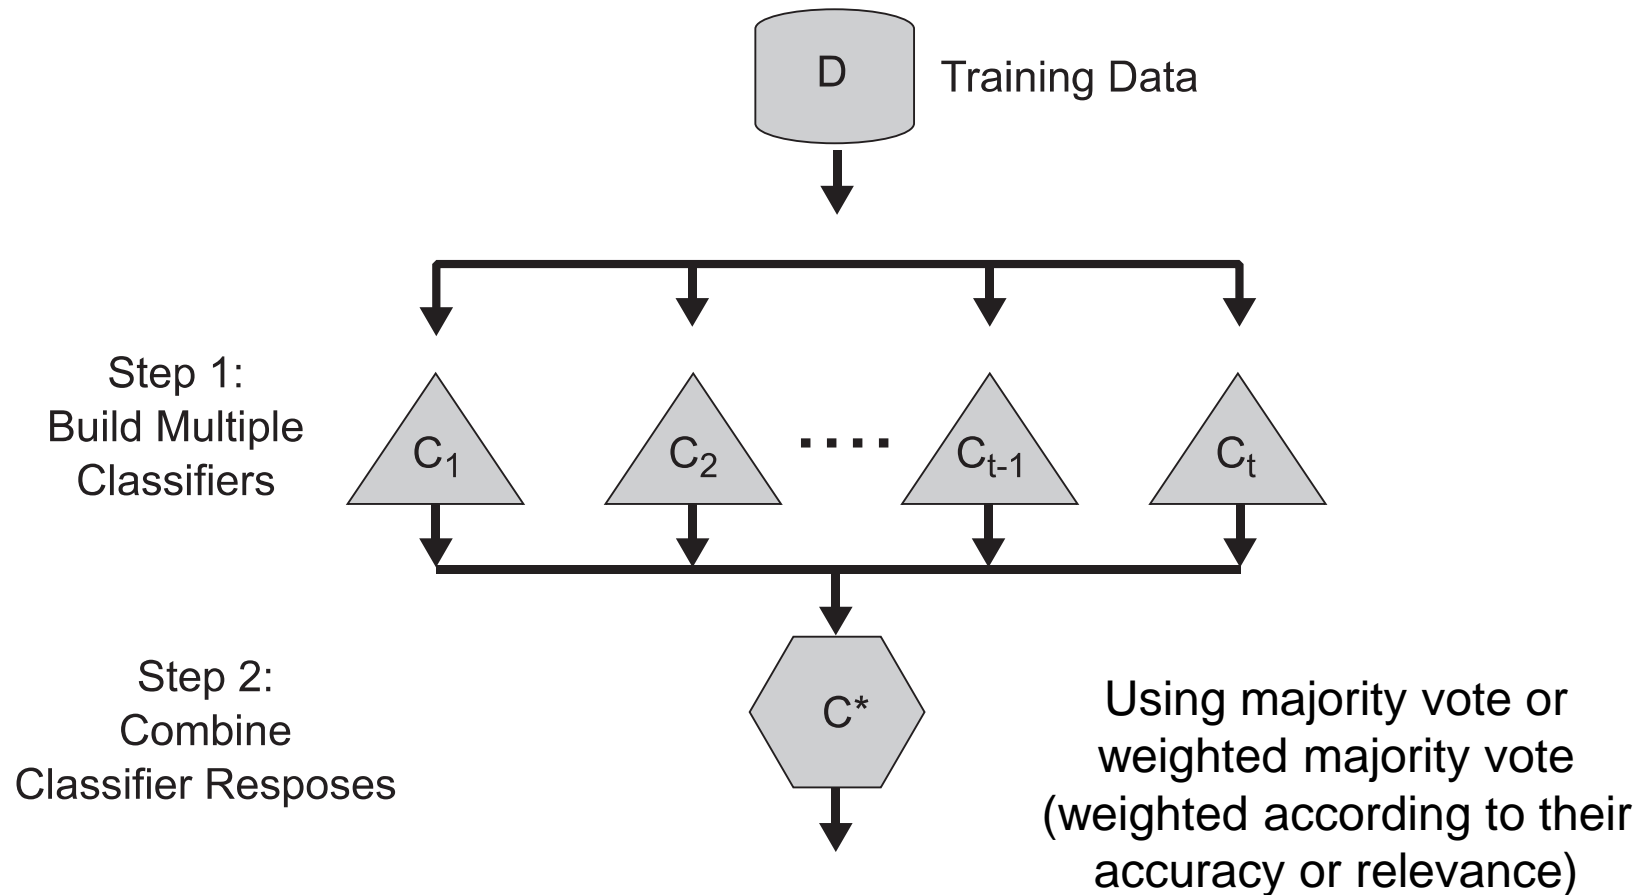 D
Training Data
Step 1:
Build Multiple
Classifiers
C1
C2
....
Ct-1
Ct
Step 2:
Combine
Classifier Resposes
C*
Using majority vote or
weighted majority vote
(weighted according to their
accuracy or relevance)